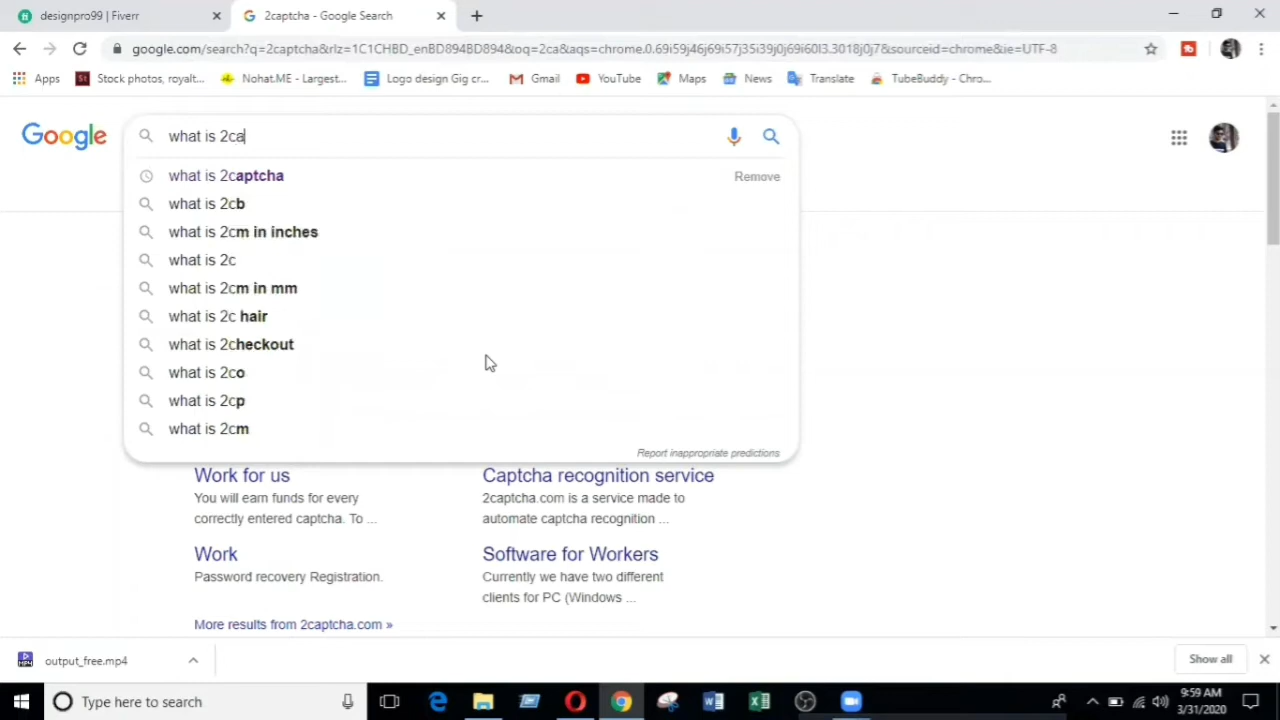 designpro99 | Fiverr
2captcha - Google Search
google.com/search?q=2captcha&rlz=1C1CHBD_enBD894BD894&oq=2ca&aqs=chrome.0.69i59j46j69i57j35i39j0j69i60l3.3018j0j7&sourceid=chrome&ie=UTF-8
Apps
Stock photos, royalt...
Nohat.ME - Largest...
Logo design Gig cr...
Gmail
YouTube
Maps
News
Translate
TubeBuddy - Chro...
Google
what is 2ca
what is 2captcha
Remove
what is 2cb
what is 2cm in inches
what is 2c
what is 2cm in mm
what is 2c hair
what is 2checkout
what is 2co
what is 2cp
what is 2cm
Report inappropriate predictions
Work for us
You will earn funds for every
correctly entered captcha. To ...
Captcha recognition service
2captcha.com is a service made to
automate captcha recognition ...
Work
Password recovery Registration.
Software for Workers
Currently we have two different
clients for PC (Windows ...
More results from 2captcha.com »
output_free.mp4
Show all
Type here to search
9:59 AM
3/31/2020